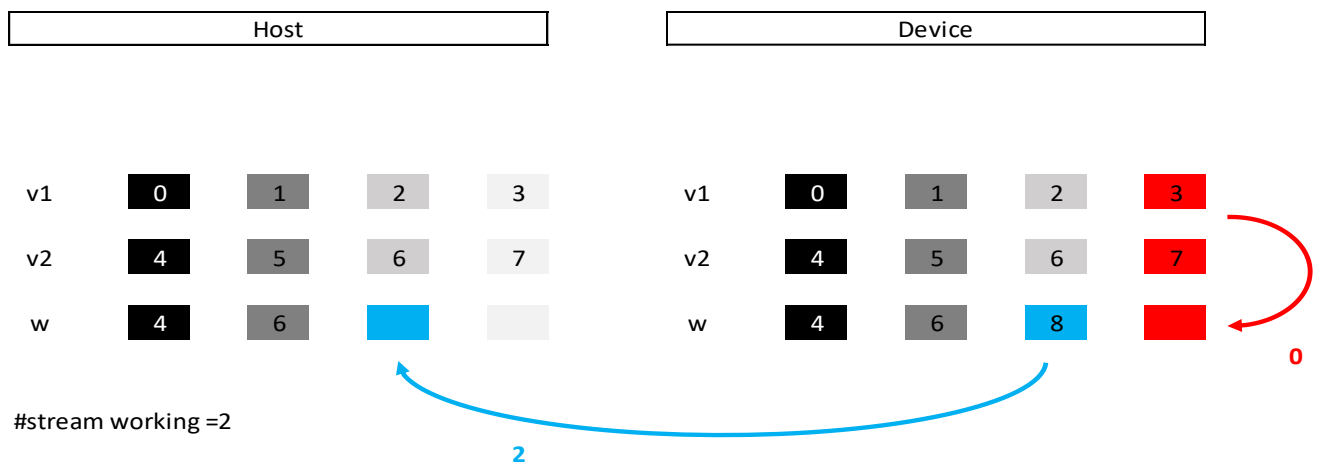 Host Device
v1 0 1 2 3 v1 0 1 2 3
v2 4 5 6 7 v2 4 5 6 7
w 4 6 w 4 6 8
0
#stream working =2
2